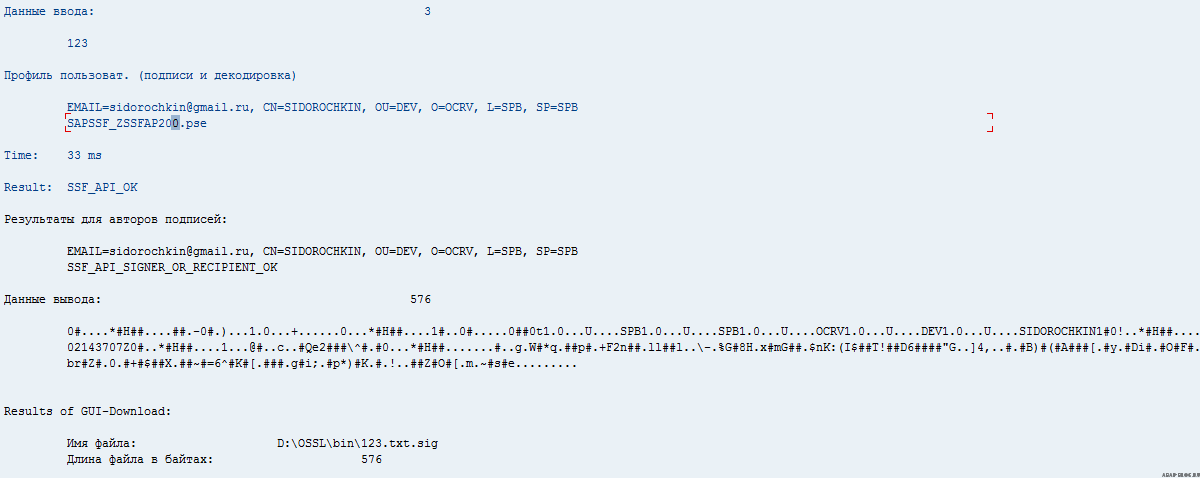 Данные ввода: 3
123
Профиль пользоват. (подписи и декодировка)
EMAIL=sidorochkin@gmail.ru, CN=SIDOROCHKIN, OU=DEV, O=OCRV, L=SPB, SP=SPB
SAPSSF_ZSSFAP200.pse
Time: 33 ms
Result: SSF_API_OK
Результаты для авторов подписей:
EMAIL=sidorochkin@gmail.ru, CN=SIDOROCHKIN, OU=DEV, O=OCRV, L=SPB, SP=SPB
SSF_API_SIGNER_OR_RECIPIENT_OK
Данные вывода: 576
0#....*#H##....##.-0#.)...1.0...+......0...*#H##....1#..0#.....0##0t1.0...U....SPB1.0...U....SPB1.0...U....OCRV1.0...U....DEV1.0...U....SIDOROCHKIN1#0!..*#H##....
02143707Z0#..*#H##....1...@#..c..#Qe2###\^#.#0...*#H##.......#..g.W#*q.##p#.+F2n##.ll##l..\-.%G#8H.x#mG##.$nK:(I$##T!##D6####"G..]4,..#.#B)#(#A###[.#y.#Di#.#O#F#.
br#Z#.0.#+#$##X.##~#=6^#K#[.###.g#i;.#p*)#K.#.!..##Z#O#[.m.~#s#e.........
Results of GUI-Download:
Имя файла: D:\OSSL\bin\123.txt.sig
Длина файла в байтах: 576